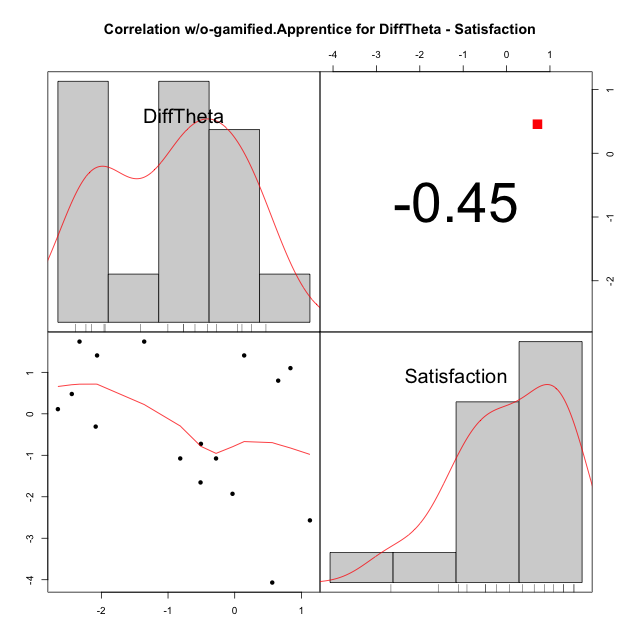 Correlation w/o-gamified.Apprentice for DiffTheta - Satisfaction
-4 -3 -2 -1 0 1
DiffTheta
-0.45
1
0
-1
-2
Satisfaction
1
0
-1
-2
-3
-4
-2 -1 0 1